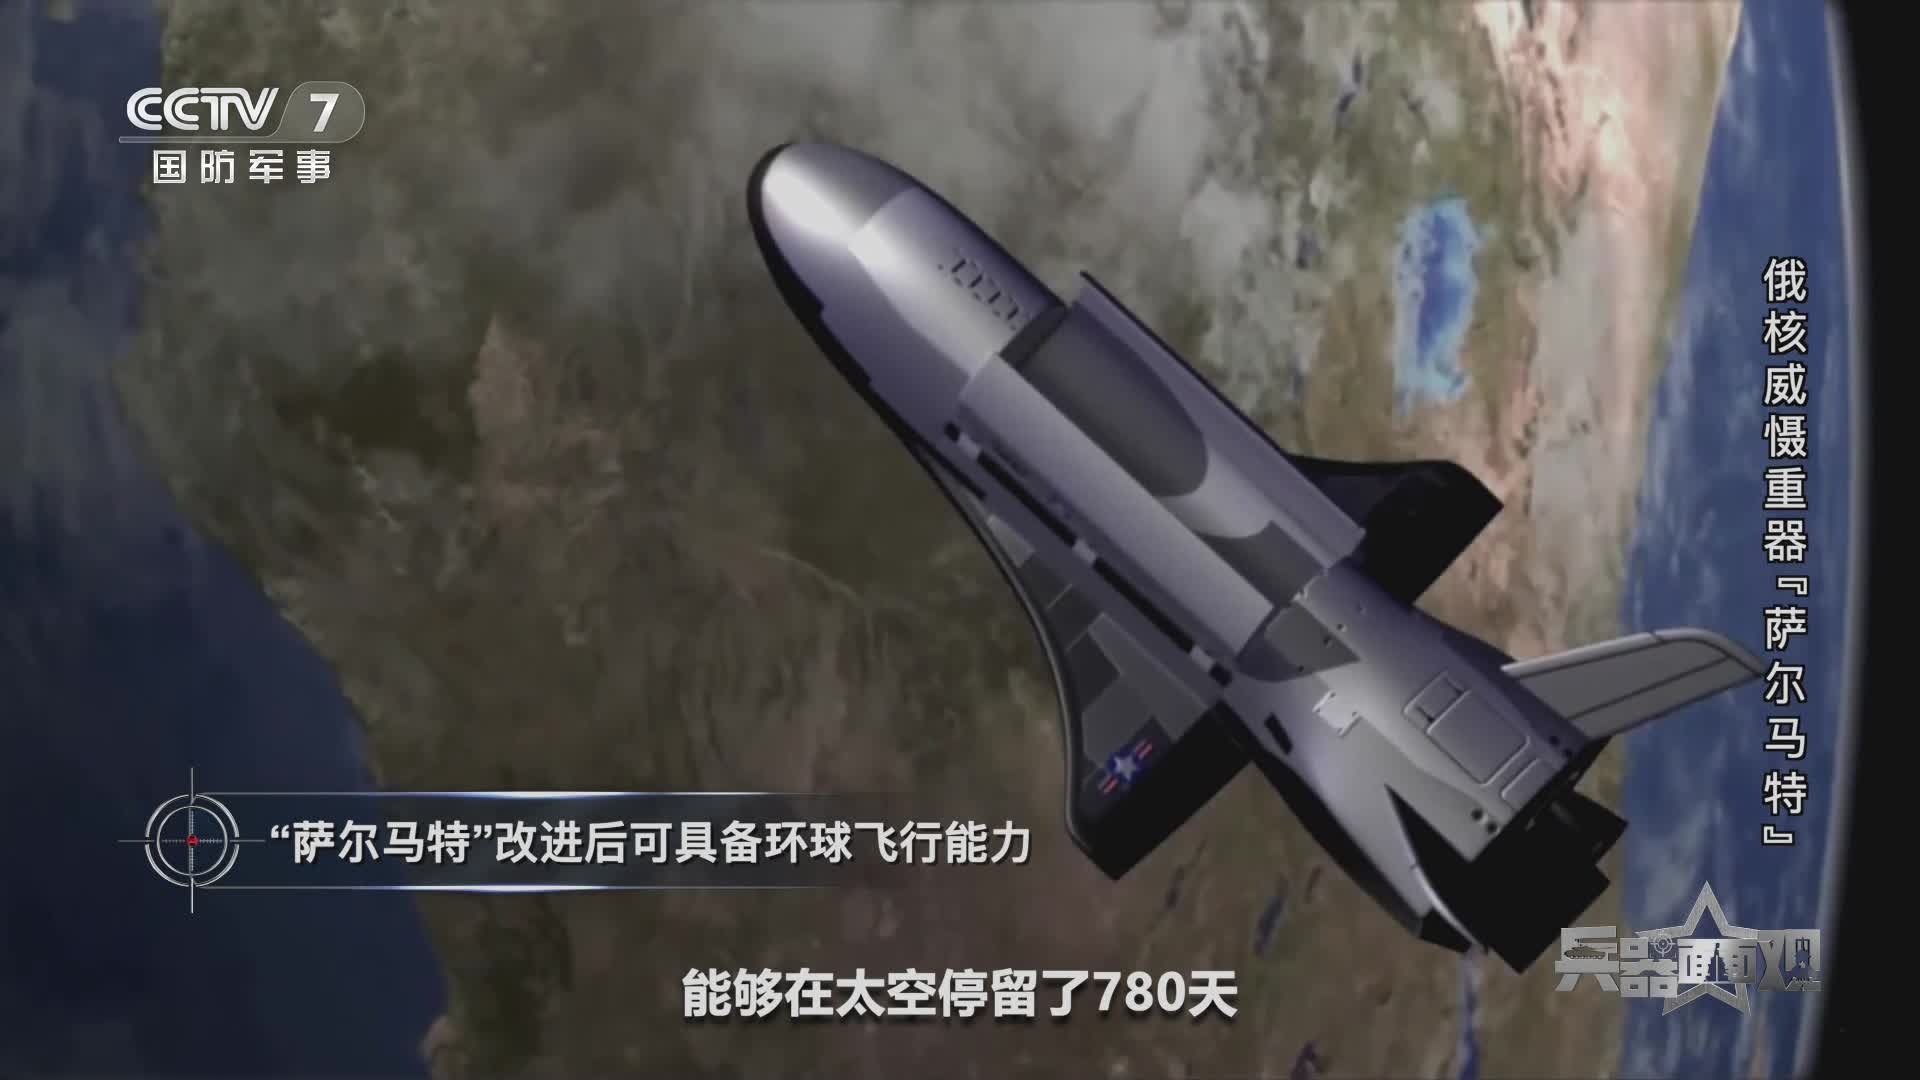 CCTV 7
国防军事
俄核威慑重器『萨尔马特』
“萨尔马特”改进后可具备环球飞行能力
兵器面面观
能够在太空停留了780天